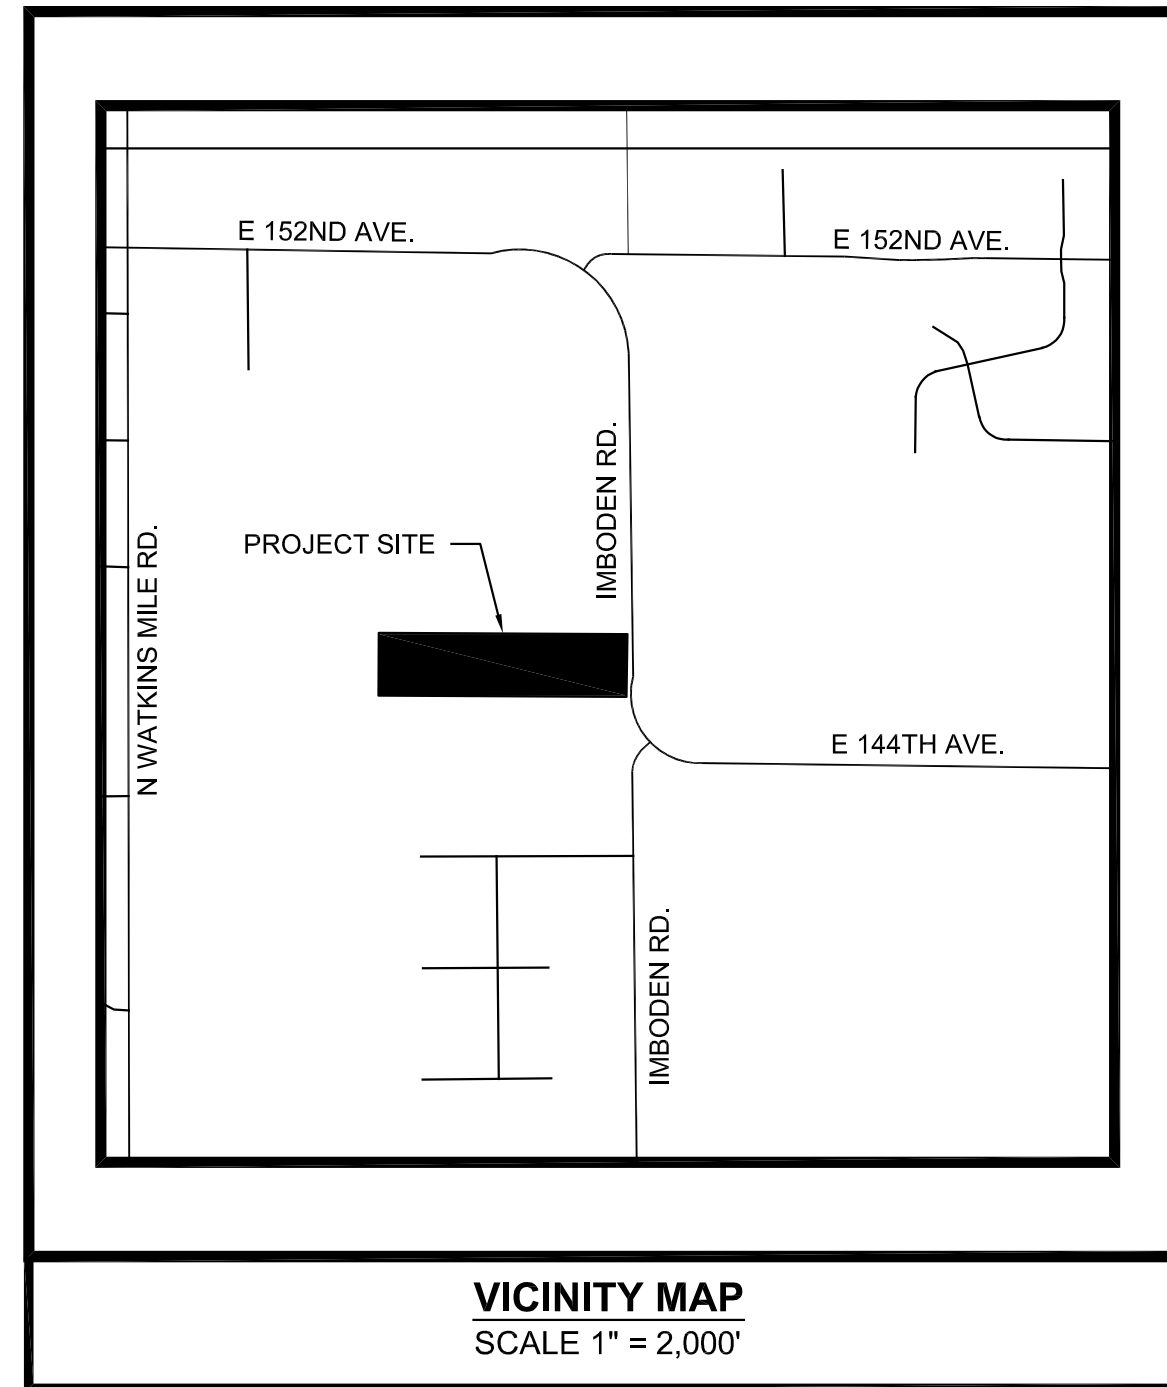 E 152ND AVE.
E 152ND AVE.
IMBODEN RD.
PROJECT SITE
N WATKINS MILE RD.
E 144TH AVE.
IMBODEN RD.
VICINITY MAP
SCALE 1" = 2,000'